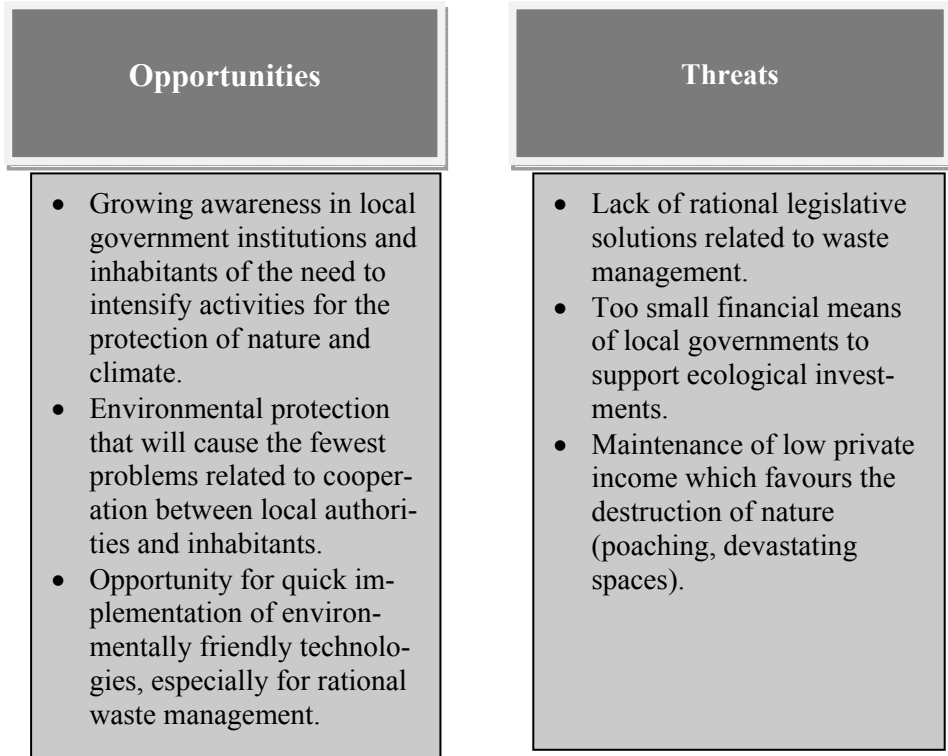 Opportunities
• Growing awareness in local
government institutions and
inhabitants of the need to
intensify activities for the
protection of nature and
climate.
• Environmental protection
that will cause the fewest
problems related to cooper-
ation between local authori-
ties and inhabitants.
• Opportunity for quick im-
plementation of environ-
mentally friendly technolo-
gies, especially for rational
waste management.
Threats
• Lack of rational legislative
solutions related to waste
management.
• Too small financial means
of local governments to
support ecological invest-
ments.
• Maintenance of low private
income which favours the
destruction of nature
(poaching, devastating
spaces).